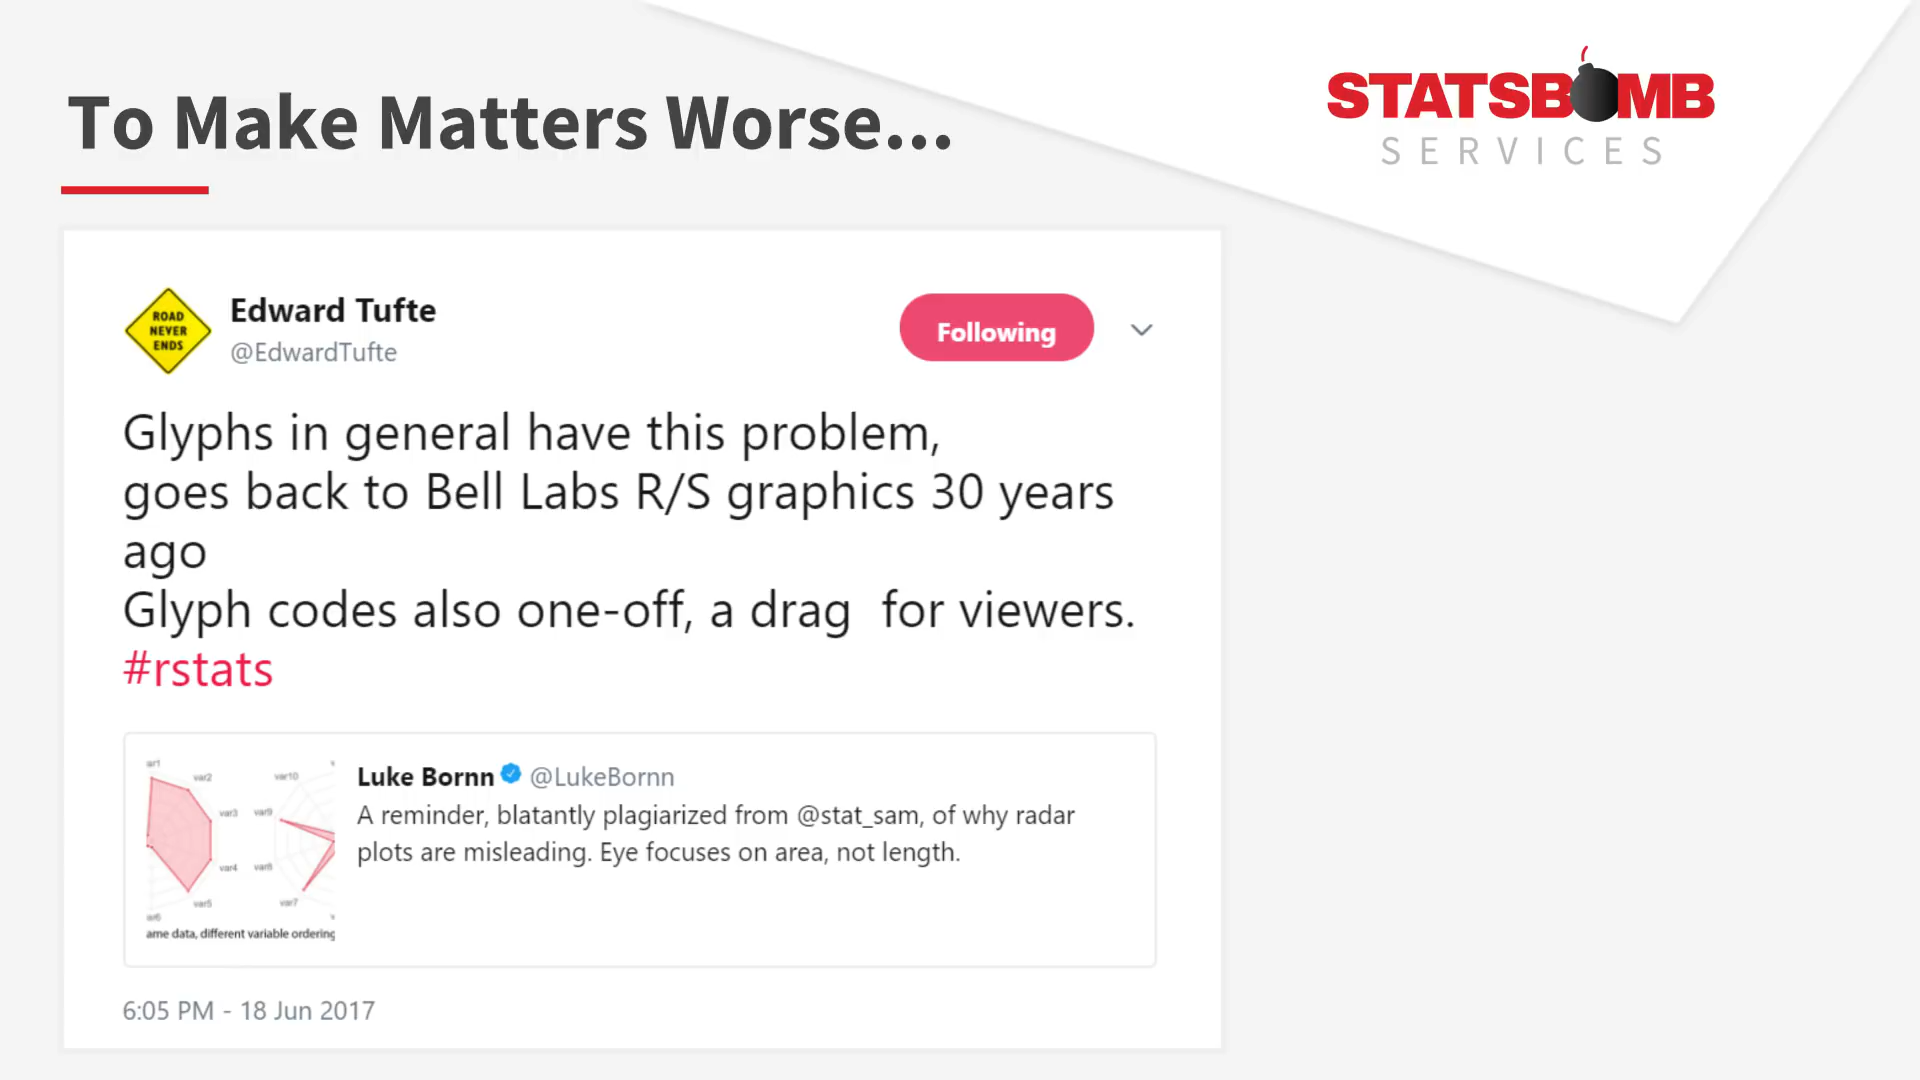 To Make Matters Worse...
STATSBOMB
SERVICES
ROAD
NEVER
ENDS
Edward Tufte
@EdwardTufte
Following
Glyphs in general have this problem,
goes back to Bell Labs R/S graphics 30 years
ago
Glyph codes also one-off, a drag  for viewers.
#rstats
Luke Bornn @LukeBornn
A reminder, blatantly plagiarized from @stat_sam, of why radar
plots are misleading. Eye focuses on area, not length.
ar1
var2
var10
var3
var9
var4
var8
var5
var7
ar6
ame data, different variable ordering
6:05 PM - 18 Jun 2017